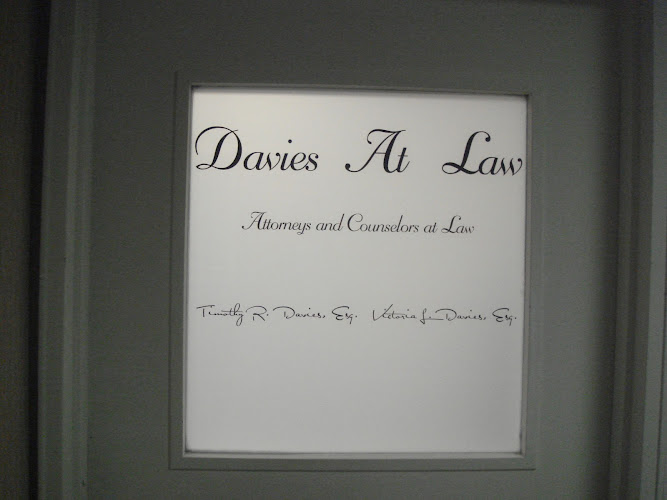 Davies At Law
Attorneys and Counselors at Law
Timothy R. Davies, Esq. Victoria L. Davies, Esq.